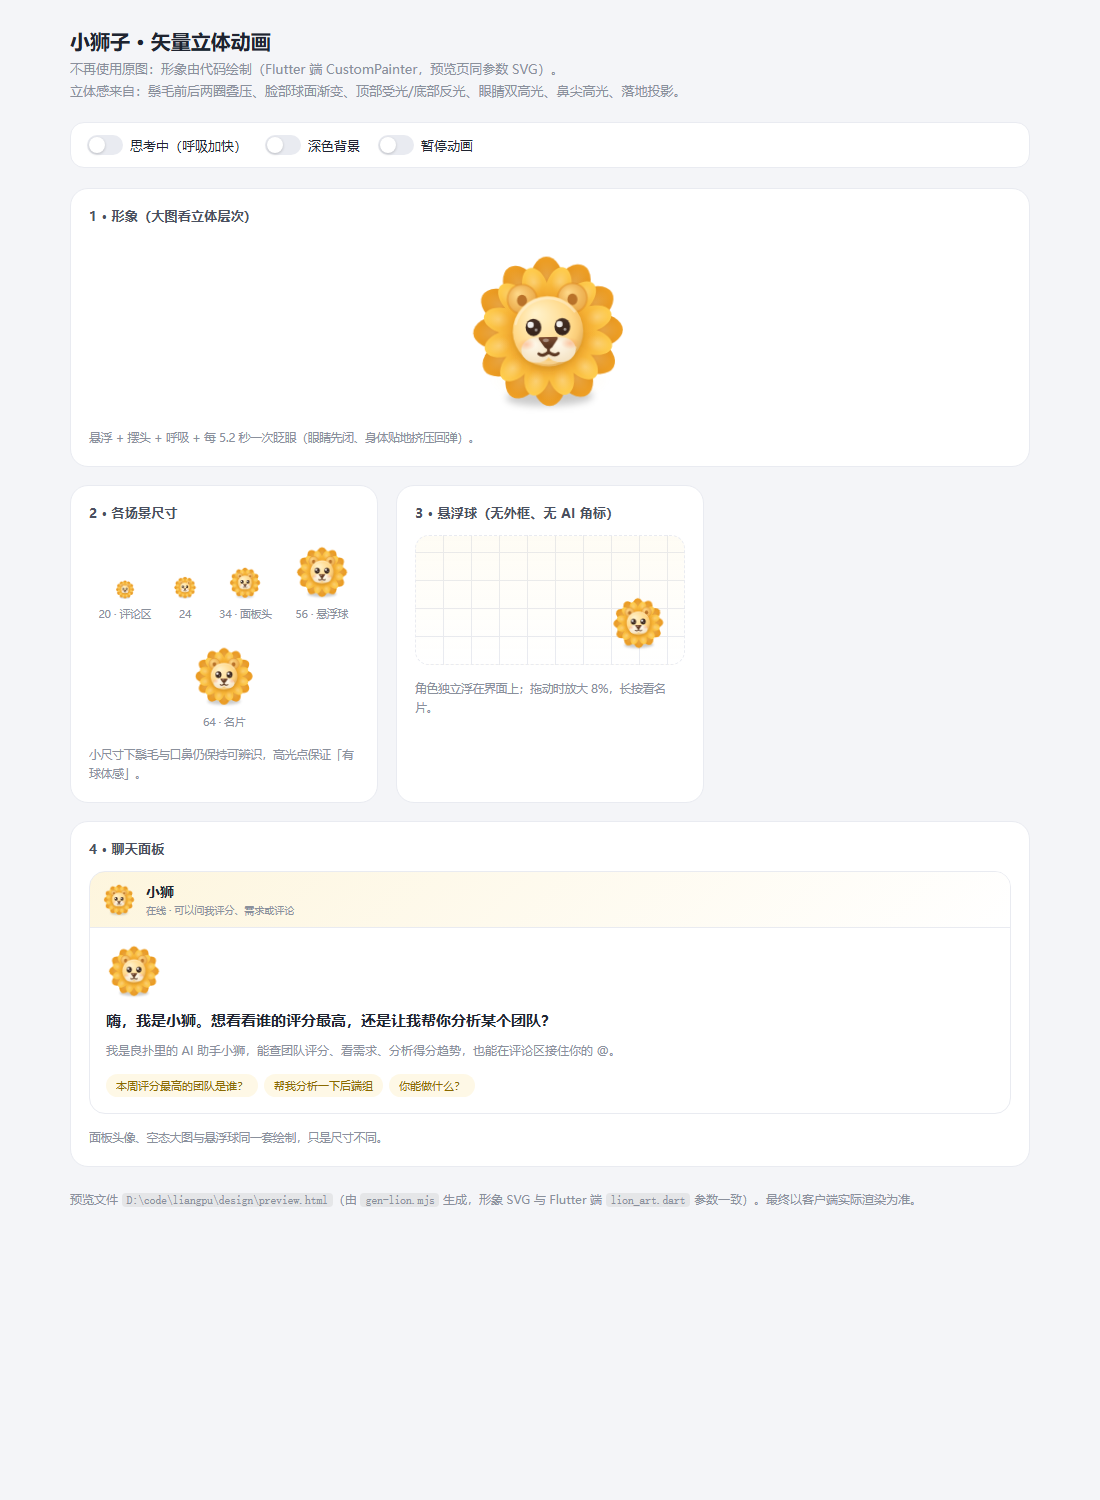 小狮子 • 矢量立体动画
不再使用原图：形象由代码绘制（Flutter 端 CustomPainter，预览页同参数 SVG）。
立体感来自：鬃毛前后两圈叠压、脸部球面渐变、顶部受光/底部反光、眼睛双高光、鼻尖高光、落地投影。
思考中（呼吸加快）
深色背景
暂停动画
1 • 形象（大图看立体层次）
悬浮 + 摆头 + 呼吸 + 每 5.2 秒一次眨眼（眼睛先闭、身体贴地挤压回弹）。
2 • 各场景尺寸
20 · 评论区
24
34 · 面板头
56 · 悬浮球
64 · 名片
小尺寸下鬃毛与口鼻仍保持可辨识，高光点保证「有
球体感」。
3 • 悬浮球（无外框、无 AI 角标）
角色独立浮在界面上；拖动时放大 8%，长按看名
片。
4 • 聊天面板
小狮
在线 · 可以问我评分、需求或评论
嗨，我是小狮。想看看谁的评分最高，还是让我帮你分析某个团队？
我是良扑里的 AI 助手小狮，能查团队评分、看需求、分析得分趋势，也能在评论区接住你的 @。
本周评分最高的团队是谁？
帮我分析一下后端组
你能做什么？
面板头像、空态大图与悬浮球同一套绘制，只是尺寸不同。
预览文件 D:\code\liangpu\design\preview.html（由 gen-lion.mjs 生成，形象 SVG 与 Flutter 端 lion_art.dart 参数一致）。最终以客户端实际渲染为准。